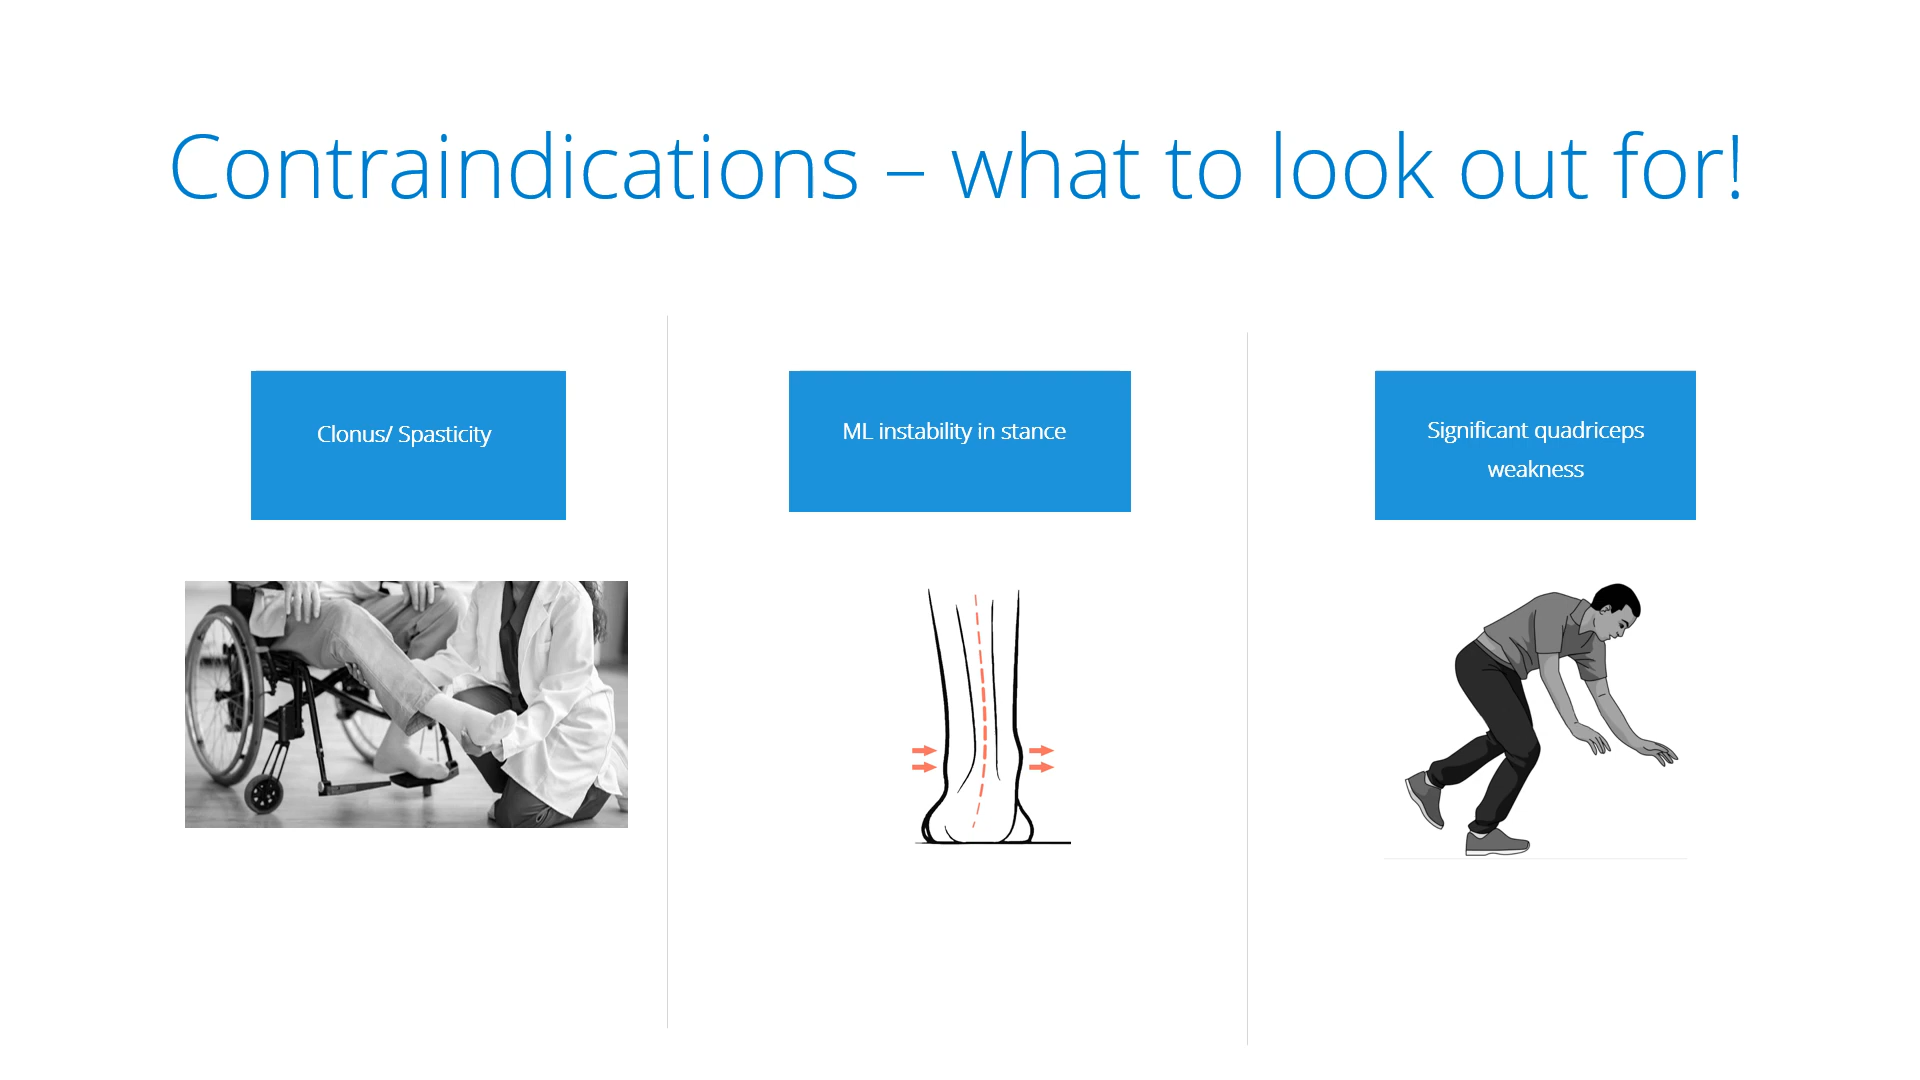 Contraindications – what to look out for!
Clonus/ Spasticity
ML instability in stance
Significant quadriceps
weakness